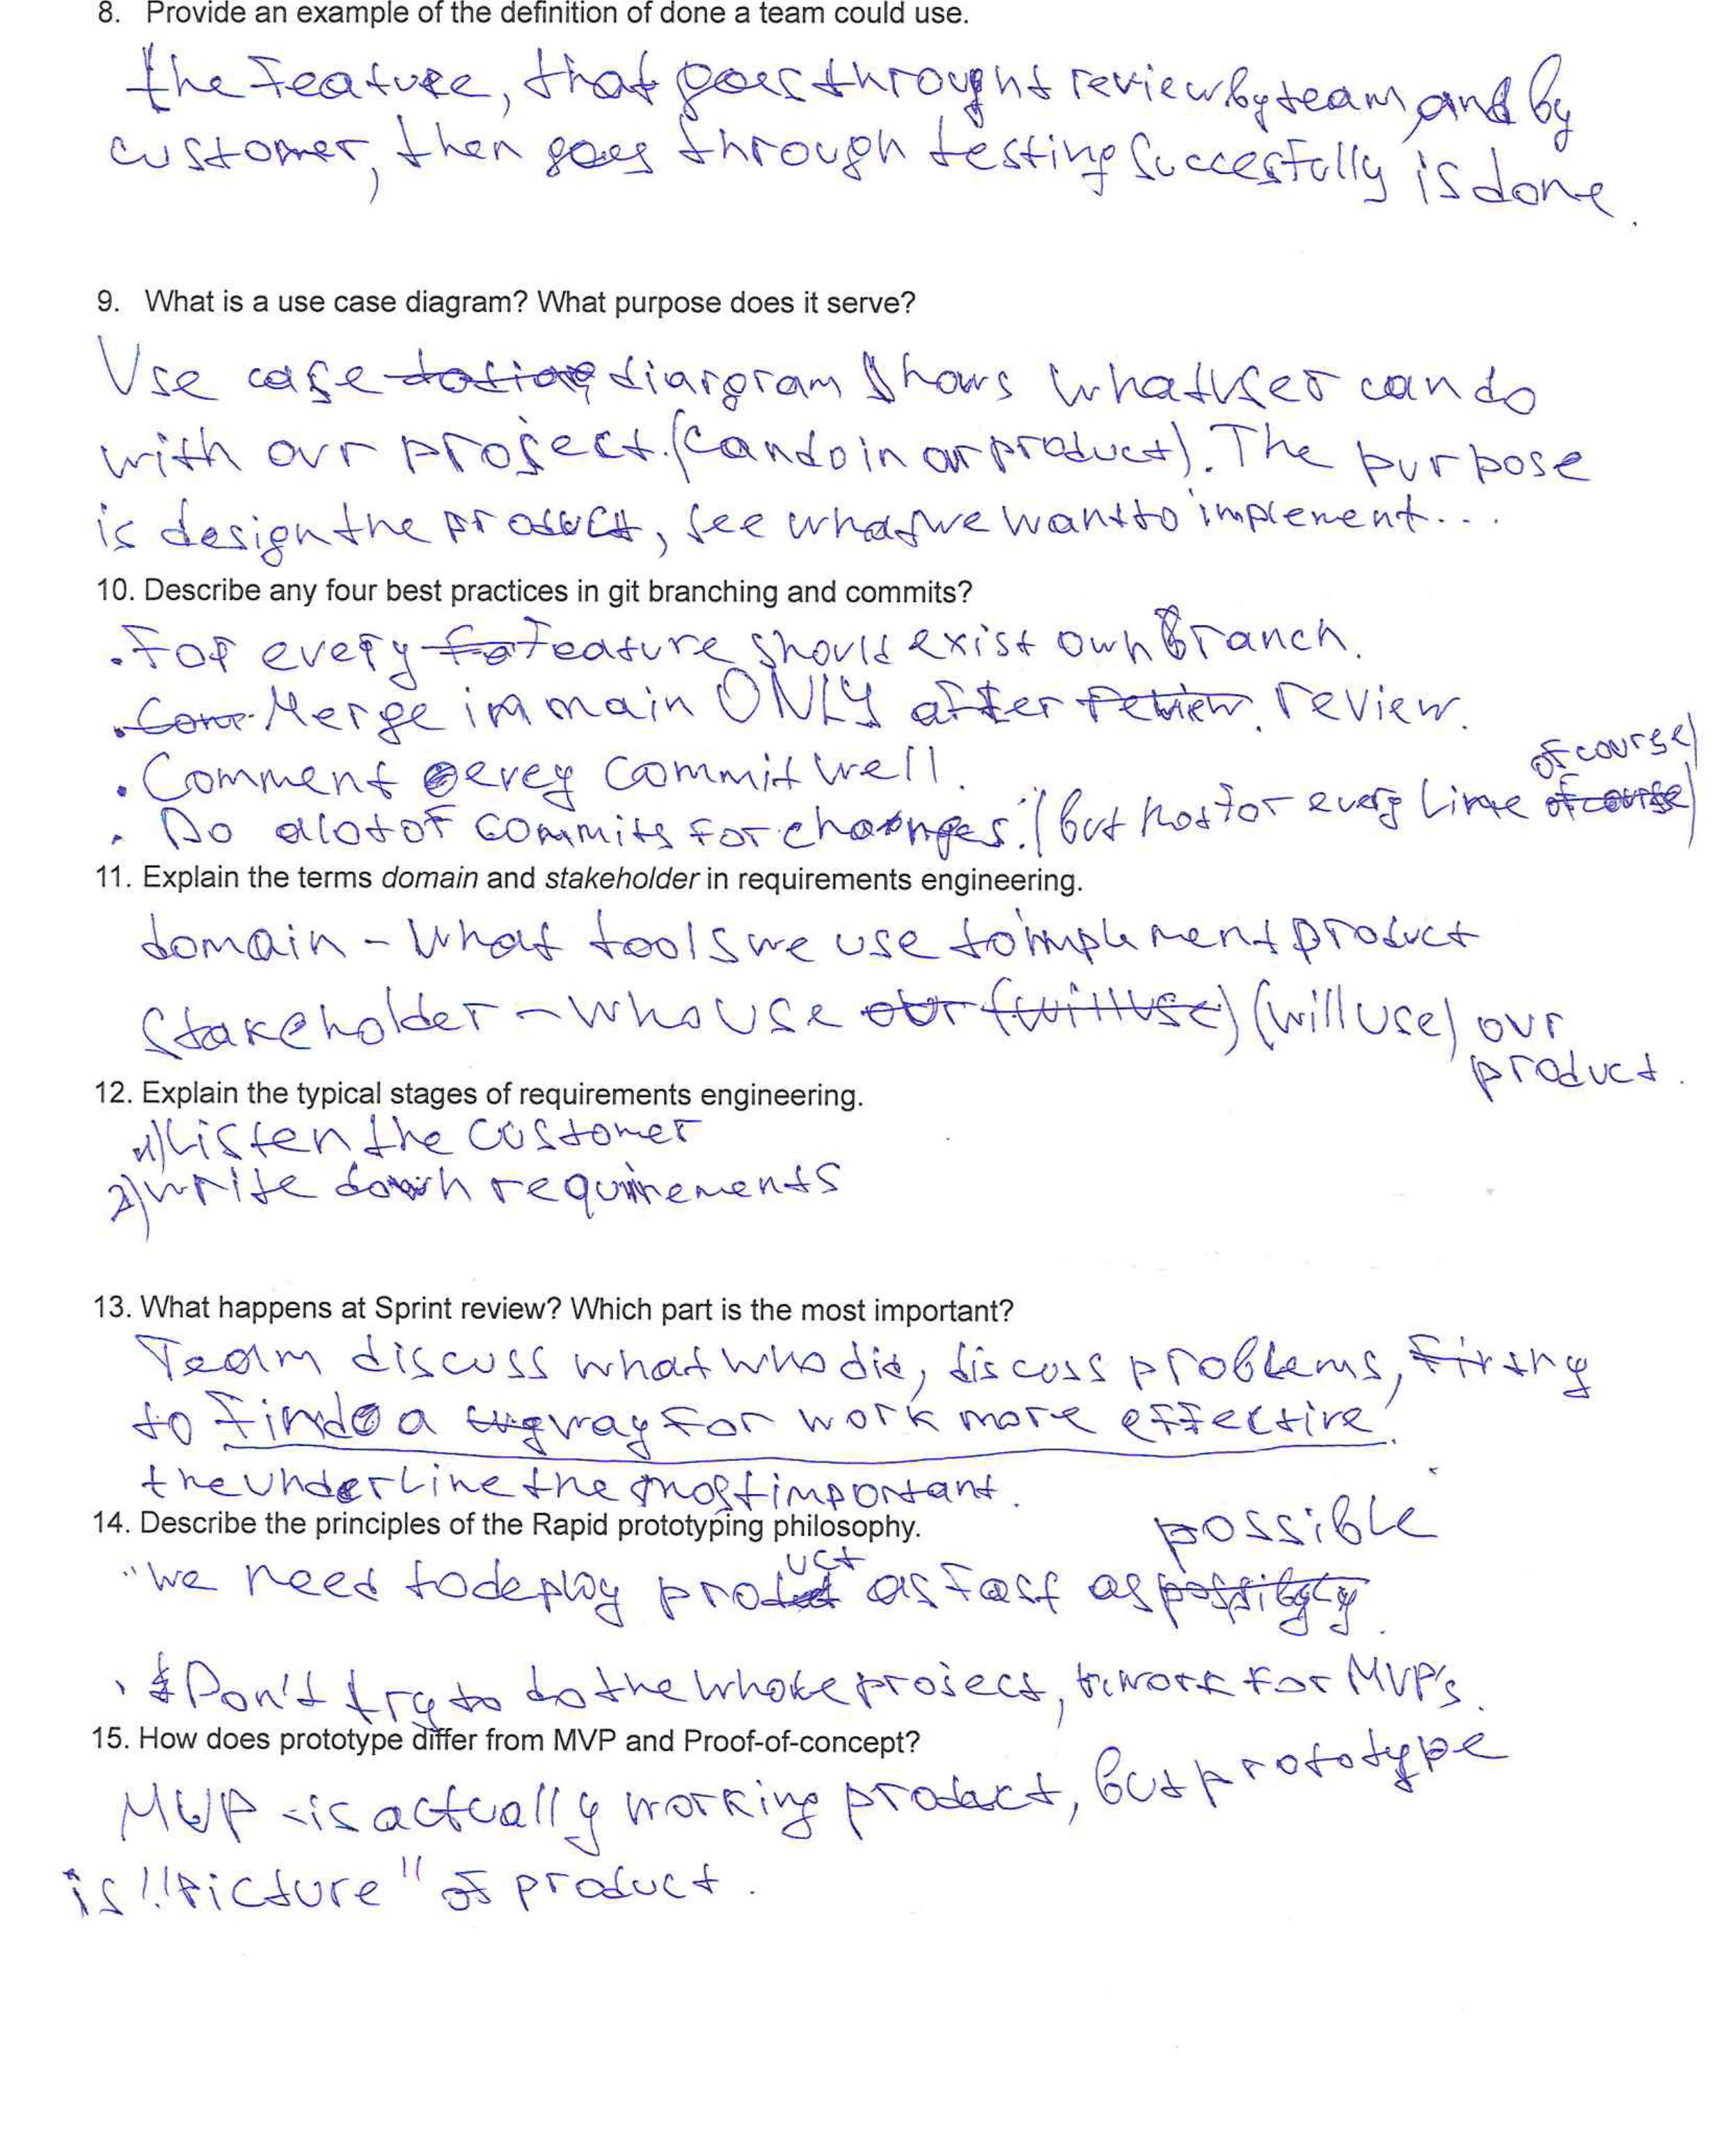 8. Provide an example of the definition of done a team could use.
the feature, that goes throught review by team, and by
customer, then goes through testing succesfully is done.
9. What is a use case diagram? What purpose does it serve?
Use case diargram shows what user can do
with our project. (can do in our product). The purpose
is design the product, see what we want to implement...
10. Describe any four best practices in git branching and commits?
. For every feature should exist own branch.
. Merge in main ONLY after review.
. Comment every commit well.
. Do a lot of commits for changes. (but not for every line of course)
11. Explain the terms domain and stakeholder in requirements engineering.
domain - What tools we use to implement product
Stakeholder - who use (will use) our
product.
12. Explain the typical stages of requirements engineering.
1) Listen the customer
2) write down requirements
13. What happens at Sprint review? Which part is the most important?
Team discuss what who did, discuss problems, try
to find a way for work more effective.
the underline the most important.
14. Describe the principles of the Rapid prototyping philosophy.
"We need to deploy product as fast as possible
. Don't try to do the whole project, work for MVP's.
15. How does prototype differ from MVP and Proof-of-concept?
MVP - is actually working product, but prototype
is "Picture" of product.